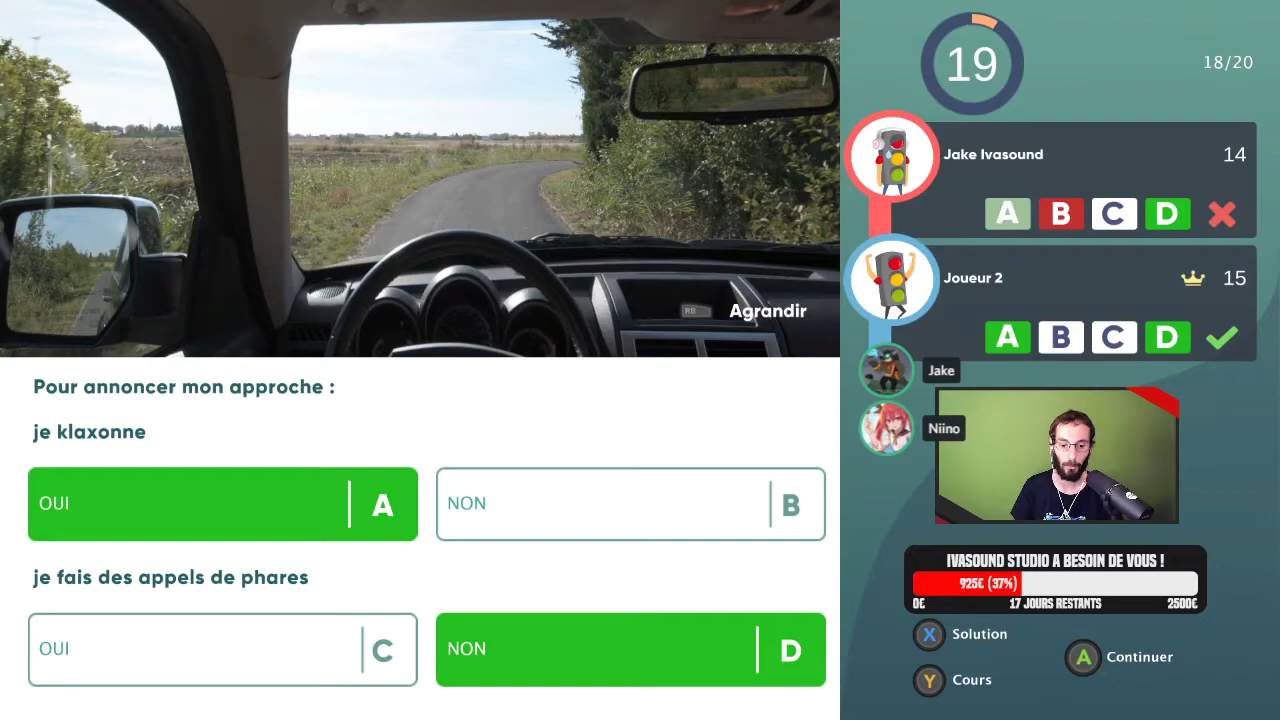 19
18/20
Jake Ivasound
14
A B C D
Joueur 2
15
A B C D
RB Agrandir
Jake
Niino
Pour annoncer mon approche :
je klaxonne
OUI A
NON B
je fais des appels de phares
OUI C
NON D
IVASOUND STUDIO A BESOIN DE VOUS !
925€ (37%)
0€ 17 JOURS RESTANTS 2500€
X Solution
A Continuer
Y Cours